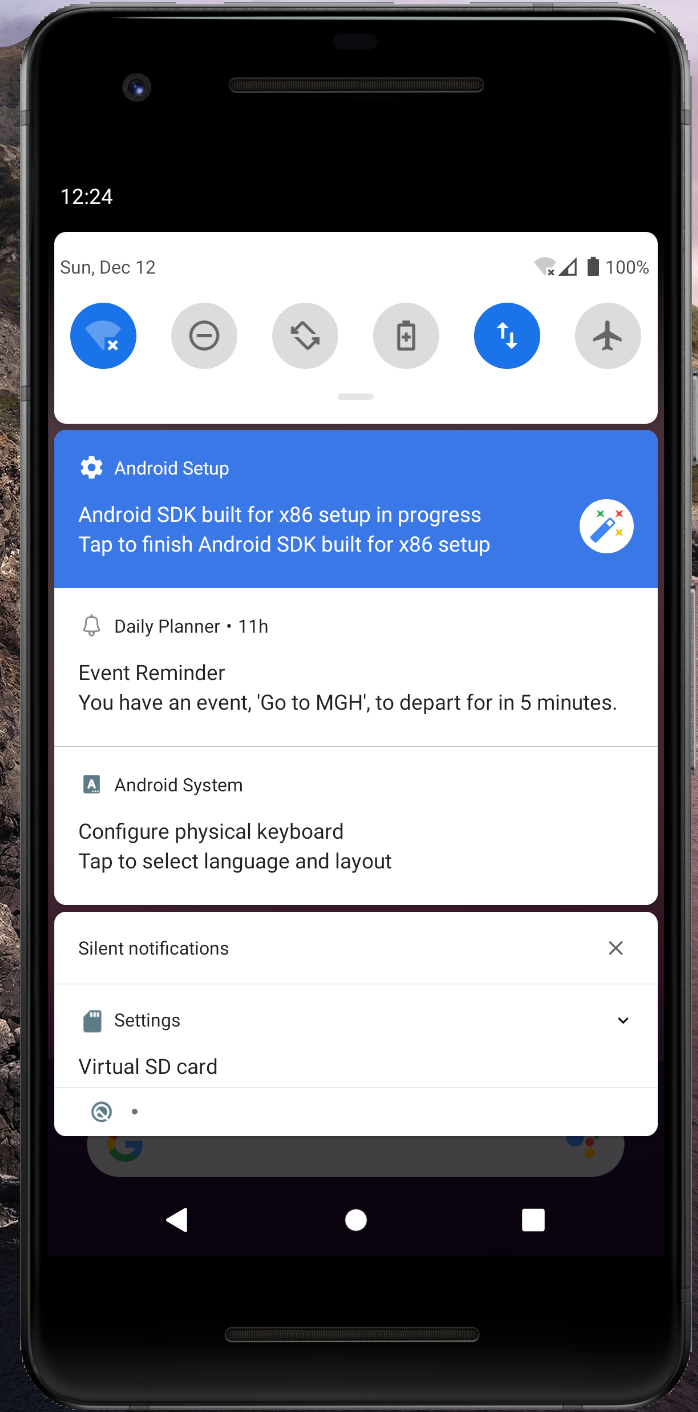 12:24
Sun, Dec 12
100%
Android Setup
Android SDK built for x86 setup in progress
Tap to finish Android SDK built for x86 setup
Daily Planner • 11h
Event Reminder
You have an event, 'Go to MGH', to depart for in 5 minutes.
A
Android System
Configure physical keyboard
Tap to select language and layout
Silent notifications
Settings
Virtual SD card
G